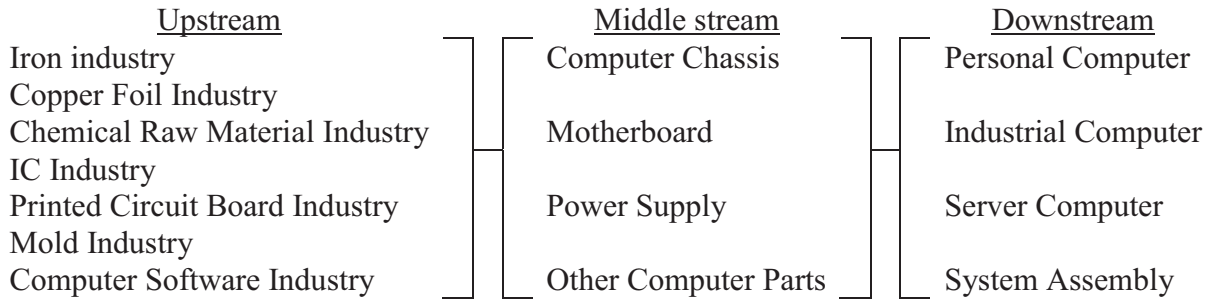 Upstream Middle stream Downstream
Iron industry Computer Chassis Personal Computer
Copper Foil Industry
Chemical Raw Material Industry Motherboard Industrial Computer
IC Industry
Printed Circuit Board Industry Power Supply Server Computer
Mold Industry
Computer Software Industry Other Computer Parts System Assembly